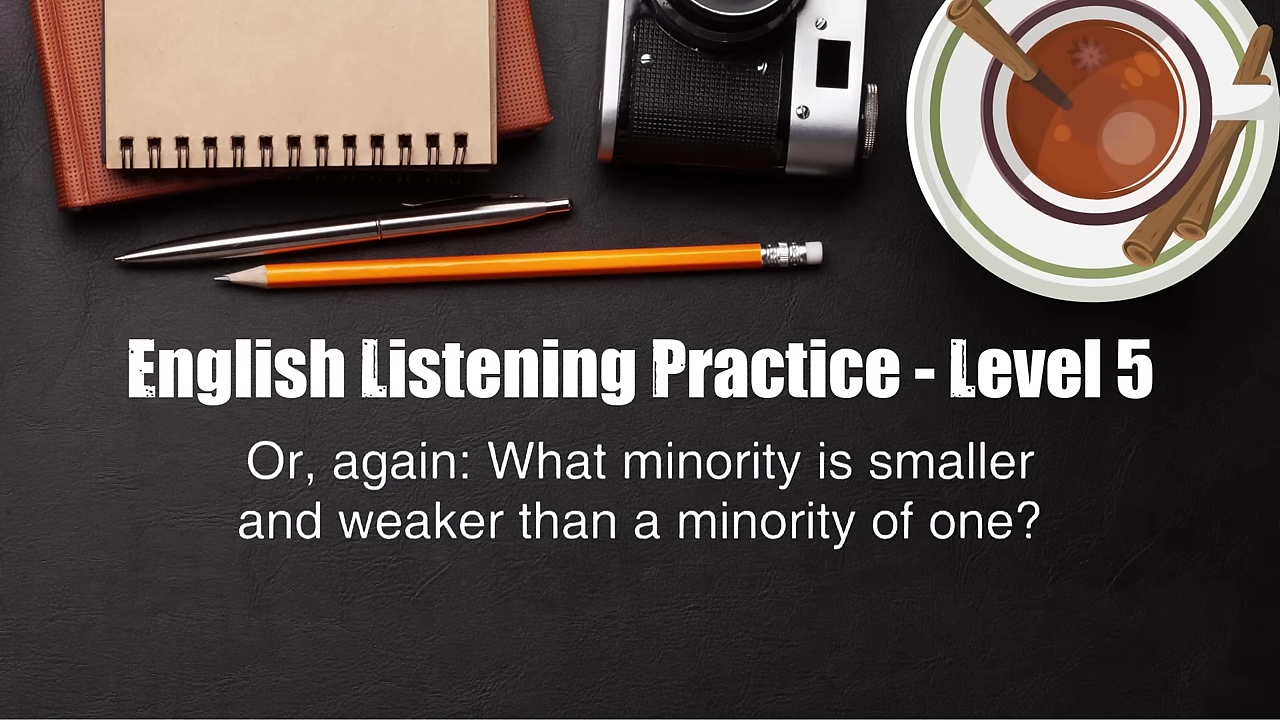 English Listening Practice - Level 5
Or, again: What minority is smaller
and weaker than a minority of one?